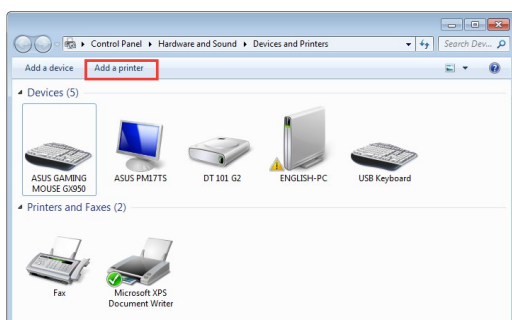 Control Panel ▸ Hardware and Sound ▸ Devices and Printers
Search Dev...
Add a device
Add a printer
Devices (5)
ASUS GAMING
MOUSE GX950
ASUS PM17TS
DT 101 G2
ENGLISH-PC
USB Keyboard
Printers and Faxes (2)
Fax
Microsoft XPS
Document Writer